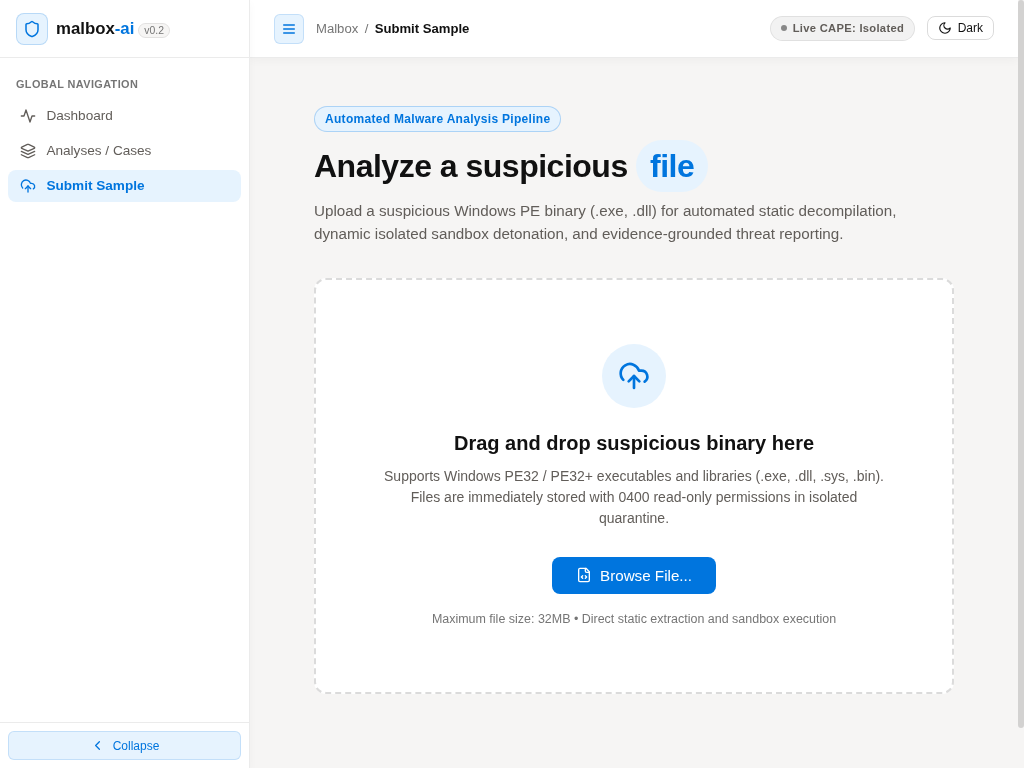 malbox-ai v0.2
Malbox / Submit Sample
Live CAPE: Isolated
Dark
GLOBAL NAVIGATION
Dashboard
Analyses / Cases
Submit Sample
Automated Malware Analysis Pipeline
Analyze a suspicious file
Upload a suspicious Windows PE binary (.exe, .dll) for automated static decompilation,
dynamic isolated sandbox detonation, and evidence-grounded threat reporting.
Drag and drop suspicious binary here
Supports Windows PE32 / PE32+ executables and libraries (.exe, .dll, .sys, .bin).
Files are immediately stored with 0400 read-only permissions in isolated
quarantine.
Browse File...
Maximum file size: 32MB • Direct static extraction and sandbox execution
Collapse